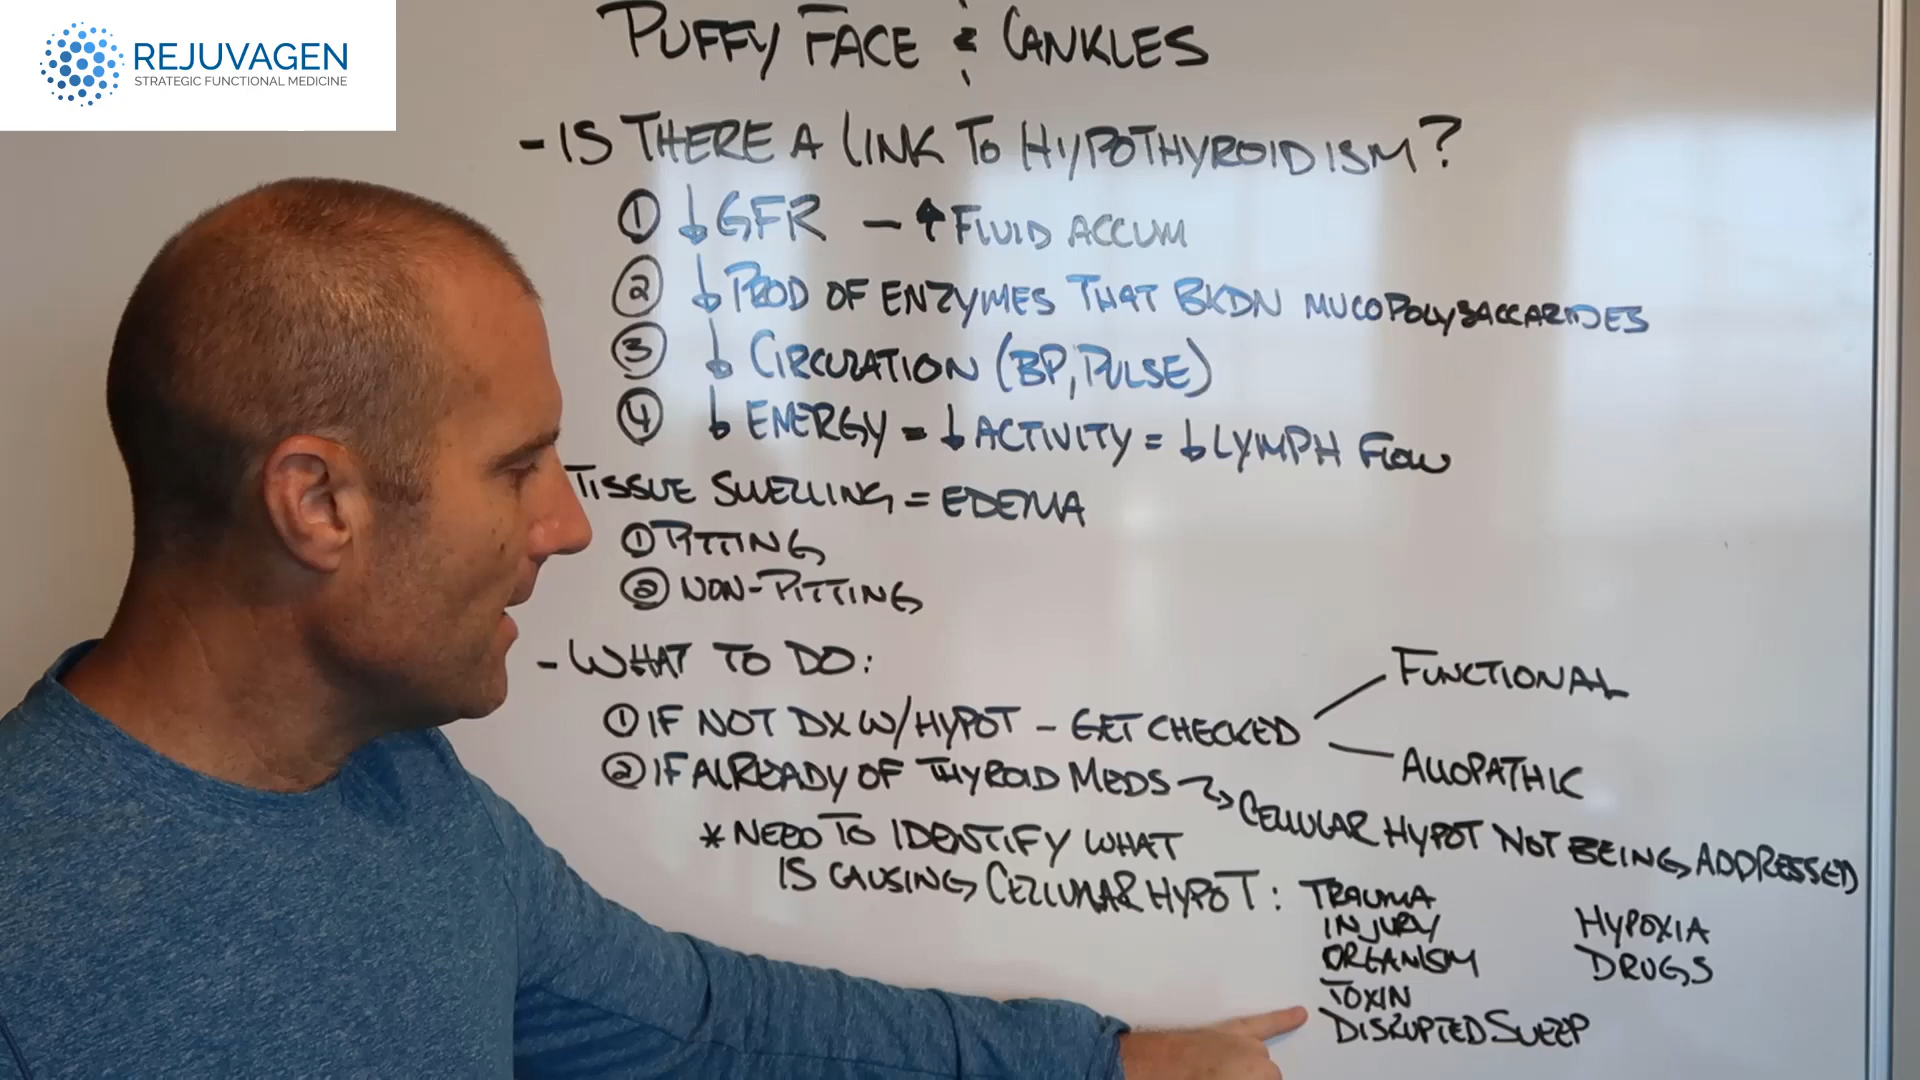 REJUVAGEN
STRATEGIC FUNCTIONAL MEDICINE
PUFFY FACE & CANKLES
- IS THERE A LINK TO HYPOTHYROIDISM?
① ↓ GFR - ↑ FLUID ACCUM
② ↓ PROD OF ENZYMES THAT BKDN MUCOPOLYSACCARIDES
③ ↓ CIRCULATION (BP, PULSE)
④ ↓ ENERGY = ↓ ACTIVITY = ↓ LYMPH FLOW
TISSUE SWELLING = EDEMA
① PITTING
② NON-PITTING
- WHAT TO DO:
① IF NOT DX W/HYPOT - GET CHECKED
FUNCTIONAL
ALLOPATHIC
② IF ALREADY OF THYROID MEDS → CELLULAR HYPOT NOT BEING ADDRESSED
* NEED TO IDENTIFY WHAT
IS CAUSING CELLULAR HYPOT: TRAUMA
INJURY
ORGANISM
TOXIN
DISRUPTED SLEEP
HYPOXIA
DRUGS